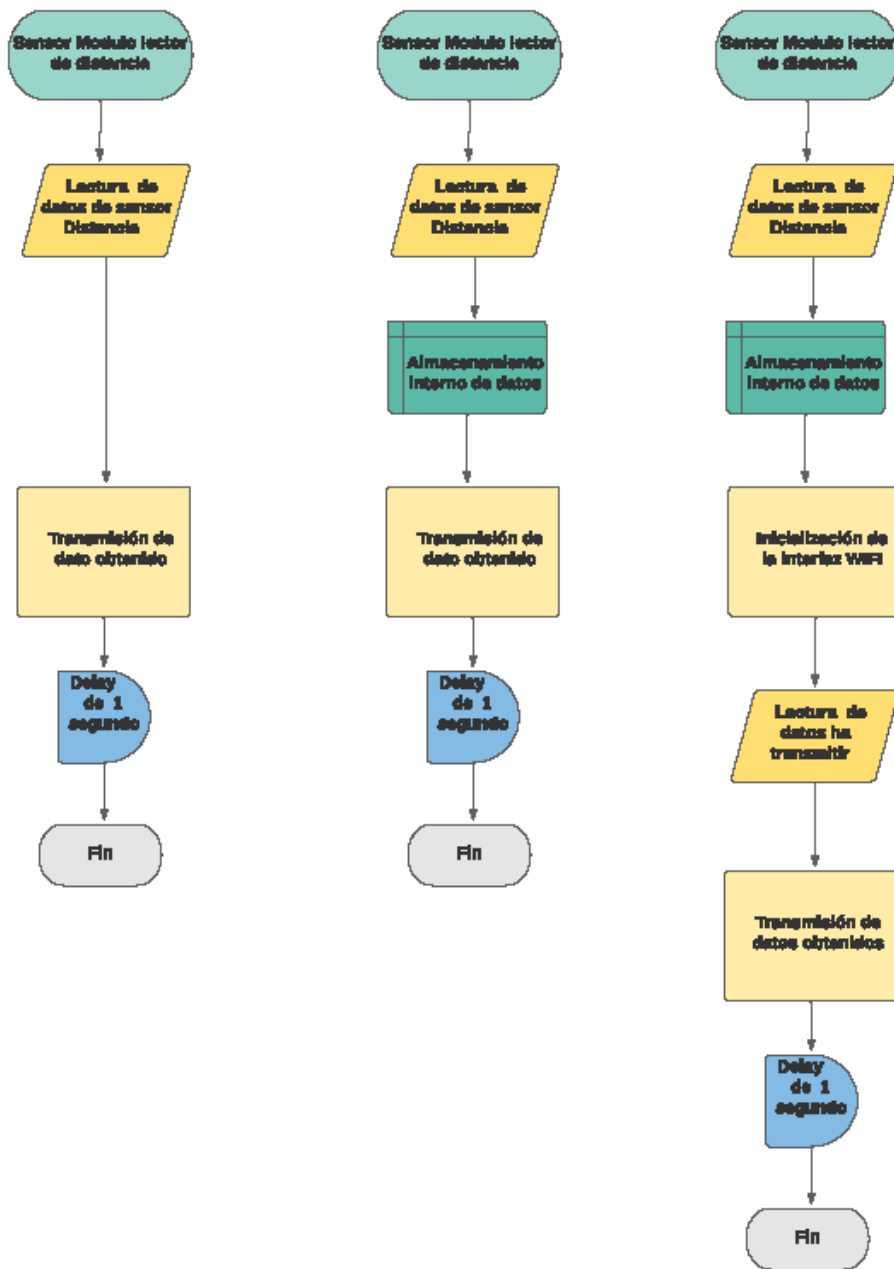 Sensor Modulo lector
de distancia
Lectura de
datos de sensor
Distancia
Transmisión de
dato obtenido
Delay
de 1
segundo
Fin
Sensor Modulo lector
de distancia
Lectura de
datos de sensor
Distancia
Almacenamiento
interno de datos
Transmisión de
dato obtenido
Delay
de 1
segundo
Fin
Sensor Modulo lector
de distancia
Lectura de
datos de sensor
Distancia
Almacenamiento
interno de datos
Inicialización de
la interfaz WiFi
Lectura de
datos ha
transmitir
Transmisión de
datos obtenidos
Delay
de 1
segundo
Fin